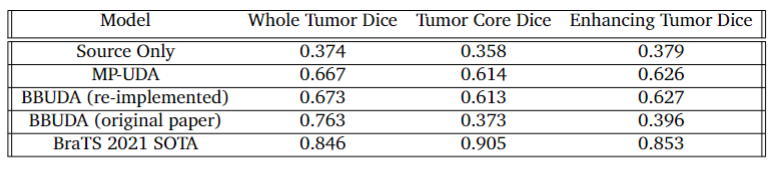 Model Whole Tumor Dice Tumor Core Dice Enhancing Tumor Dice
Source Only 0.374 0.358 0.379
MP-UDA 0.667 0.614 0.626
BBUDA (re-implemented) 0.673 0.613 0.627
BBUDA (original paper) 0.763 0.373 0.396
BraTS 2021 SOTA 0.846 0.905 0.853